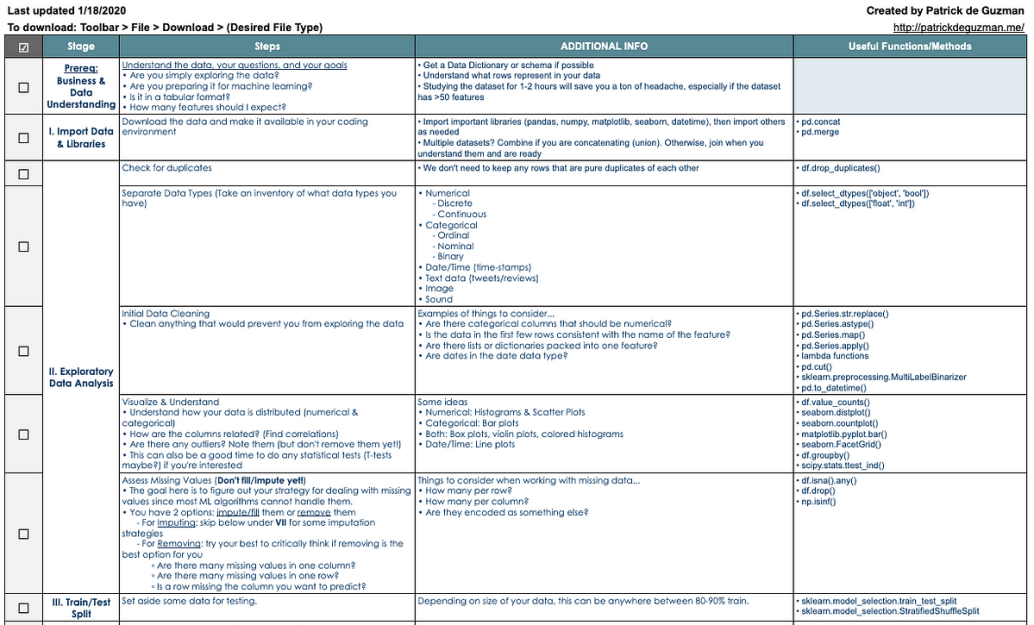 Last updated 1/18/2020
Created by Patrick de Guzman
To download: Toolbar > File > Download > (Desired File Type)
http://patrickdeguzman.me/
☑ Stage Steps ADDITIONAL INFO Useful Functions/Methods
Prereq:
Business &
Data
Understanding
Understand the data, your questions, and your goals
• Are you simply exploring the data?
• Are you preparing it for machine learning?
• Is it in a tabular format?
• How many features should I expect?
• Get a Data Dictionary or schema if possible
• Understand what rows represent in your data
• Studying the dataset for 1-2 hours will save you a ton of headache, especially if the dataset
has >50 features
I. Import Data
& Libraries
Download the data and make it available in your coding
environment
• Import important libraries (pandas, numpy, matplotlib, seaborn, datetime), then import others
as needed
• Multiple datasets? Combine if you are concatenating (union). Otherwise, join when you
understand them and are ready
• pd.concat
• pd.merge
II. Exploratory
Data Analysis
Check for duplicates
• We don't need to keep any rows that are pure duplicates of each other
• df.drop_duplicates()
Separate Data Types (Take an inventory of what data types you
have)
• Numerical
- Discrete
- Continuous
• Categorical
- Ordinal
- Nominal
- Binary
• Date/Time (time-stamps)
• Text data (tweets/reviews)
• Image
• Sound
• df.select_dtypes(['object', 'bool'])
• df.select_dtypes(['float', 'int'])
Initial Data Cleaning
• Clean anything that would prevent you from exploring the data
Examples of things to consider...
• Are there categorical columns that should be numerical?
• Is the data in the first few rows consistent with the name of the feature?
• Are there lists or dictionaries packed into one feature?
• Are dates in the date data type?
• pd.Series.str.replace()
• pd.Series.astype()
• pd.Series.map()
• pd.Series.apply()
• lambda functions
• pd.cut()
• sklearn.preprocessing.MultiLabelBinarizer
• pd.to_datetime()
Visualize & Understand
• Understand how your data is distributed (numerical &
categorical)
• How are the columns related? (Find correlations)
• Are there any outliers? Note them (but don't remove them yet!)
• This can also be a good time to do any statistical tests (T-tests
maybe?) if you're interested
Some ideas
• Numerical: Histograms & Scatter Plots
• Categorical: Bar plots
• Both: Box plots, violin plots, colored histograms
• Date/Time: Line plots
• df.value_counts()
• seaborn.distplot()
• seaborn.countplot()
• matplotlib.pyplot.bar()
• seaborn.FacetGrid()
• df.groupby()
• scipy.stats.ttest_ind()
Assess Missing Values (Don't fill/impute yet!)
• The goal here is to figure out your strategy for dealing with missing
values since most ML algorithms cannot handle them.
• You have 2 options: impute/fill them or remove them
- For Imputing: skip below under VII for some imputation
strategies
- For Removing: try your best to critically think if removing is the
best option for you
◦ Are there many missing values in one column?
◦ Are there many missing values in one row?
◦ Is a row missing the column you want to predict?
Things to consider when working with missing data...
• How many per row?
• How many per column?
• Are they encoded as something else?
• df.isna().any()
• df.drop()
• np.isinf()
III. Train/Test
Split
Set aside some data for testing.
Depending on size of your data, this can be anywhere between 80-90% train.
• sklearn.model_selection.train_test_split
• sklearn.model_selection.StratifiedShuffleSplit